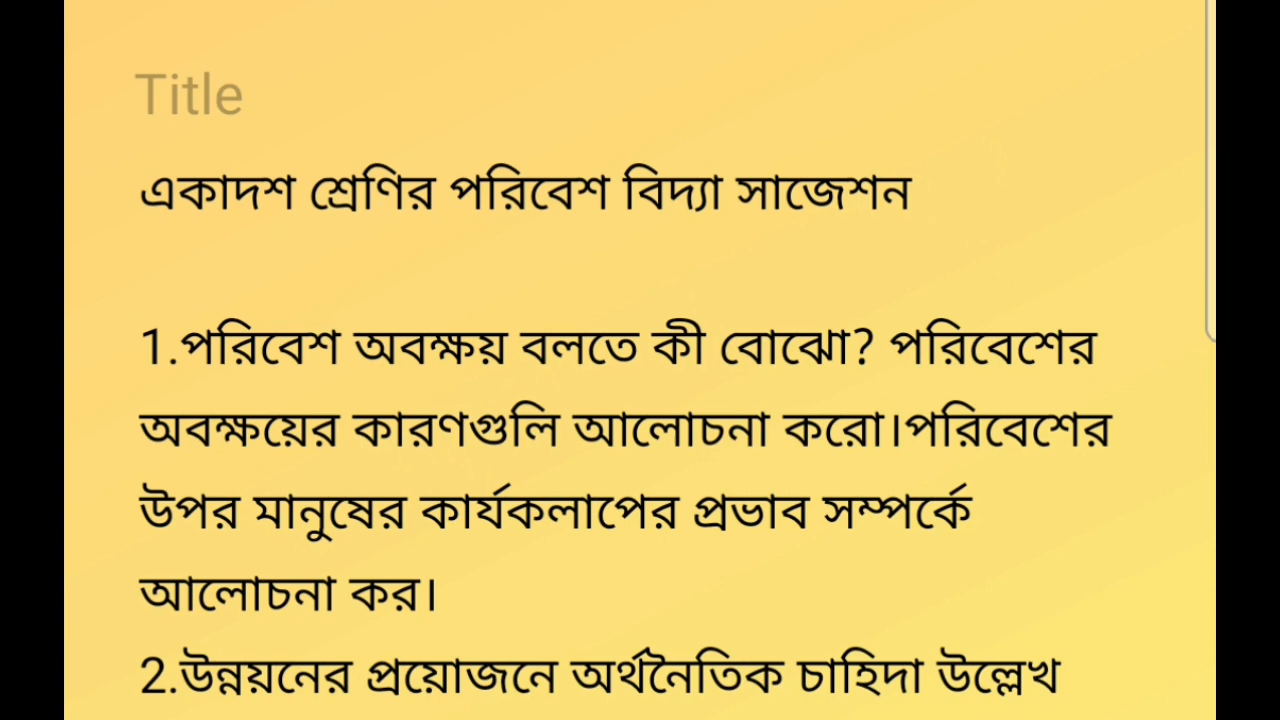 Title
একাদশ শ্রেণির পরিবেশ বিদ্যা সাজেশন
1.পরিবেশ অবক্ষয় বলতে কী বোঝো? পরিবেশের
অবক্ষয়ের কারণগুলি আলোচনা করো।পরিবেশের
উপর মানুষের কার্যকলাপের প্রভাব সম্পর্কে
আলোচনা কর।
2.উন্নয়নের প্রয়োজনে অর্থনৈতিক চাহিদা উল্লেখ